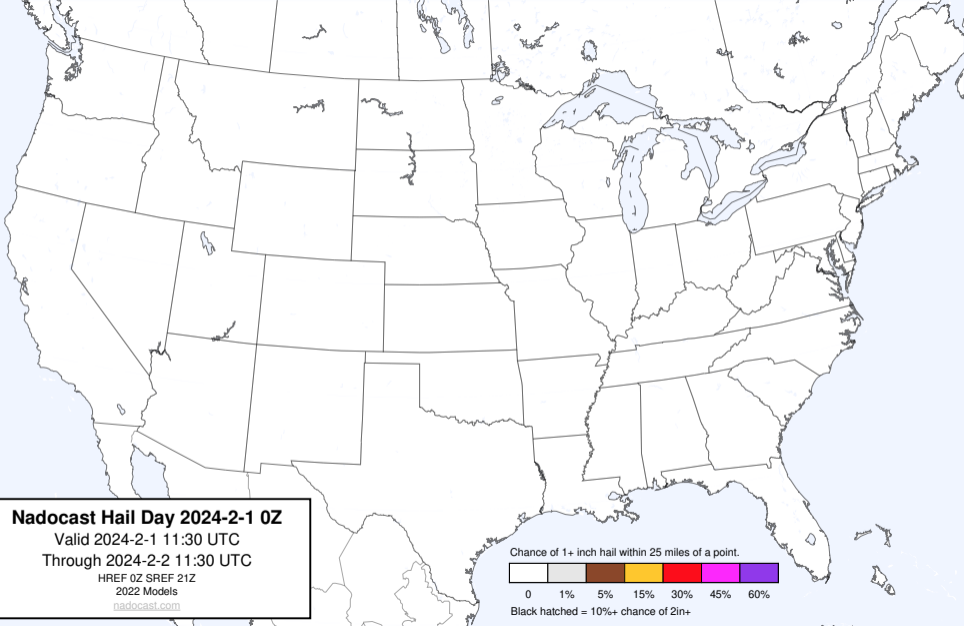 Nadocast Hail Day 2024-2-1 0Z
Valid 2024-2-1 11:30 UTC
Through 2024-2-2 11:30 UTC
HREF 0Z SREF 21Z
2022 Models
nadocast.com
Chance of 1+ inch hail within 25 miles of a point.
0 1% 5% 15% 30% 45% 60%
Black hatched = 10%+ chance of 2in+